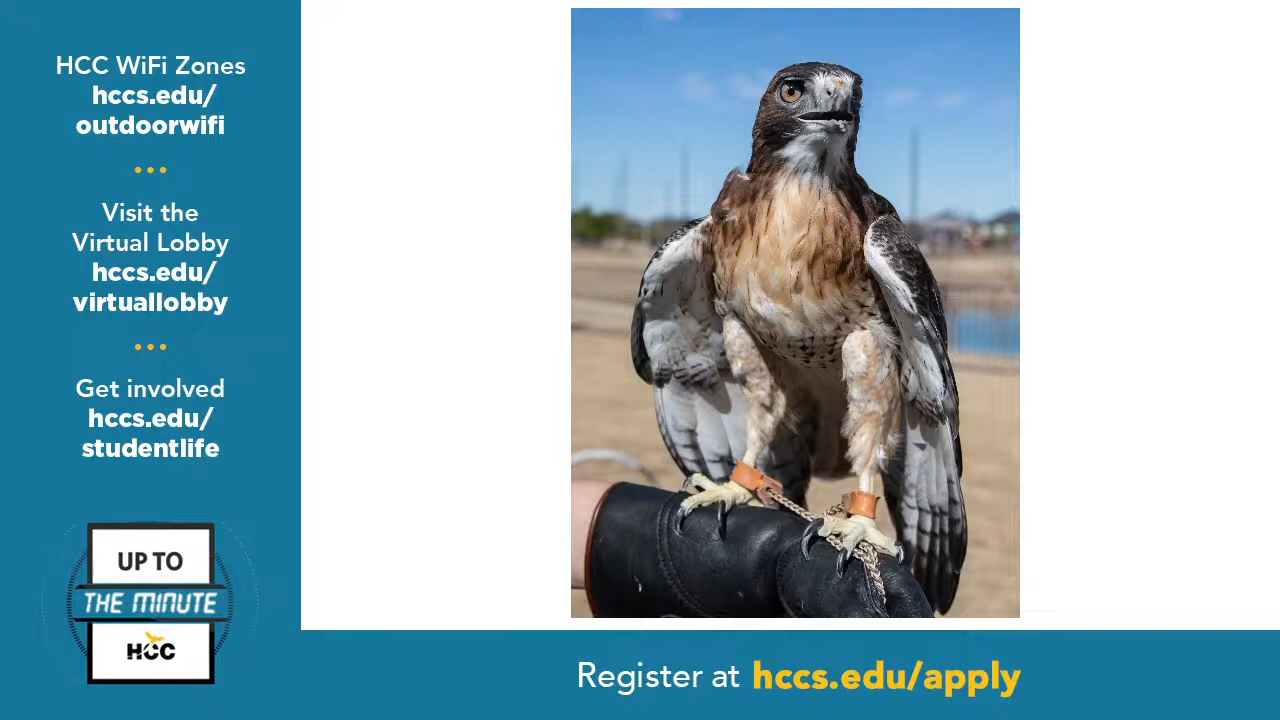 HCC WiFi Zones
hccs.edu/
outdoorwifi
Visit the
Virtual Lobby
hccs.edu/
virtuallobby
Get involved
hccs.edu/
studentlife
UP TO
THE MINUTE
HCC
Register at hccs.edu/apply